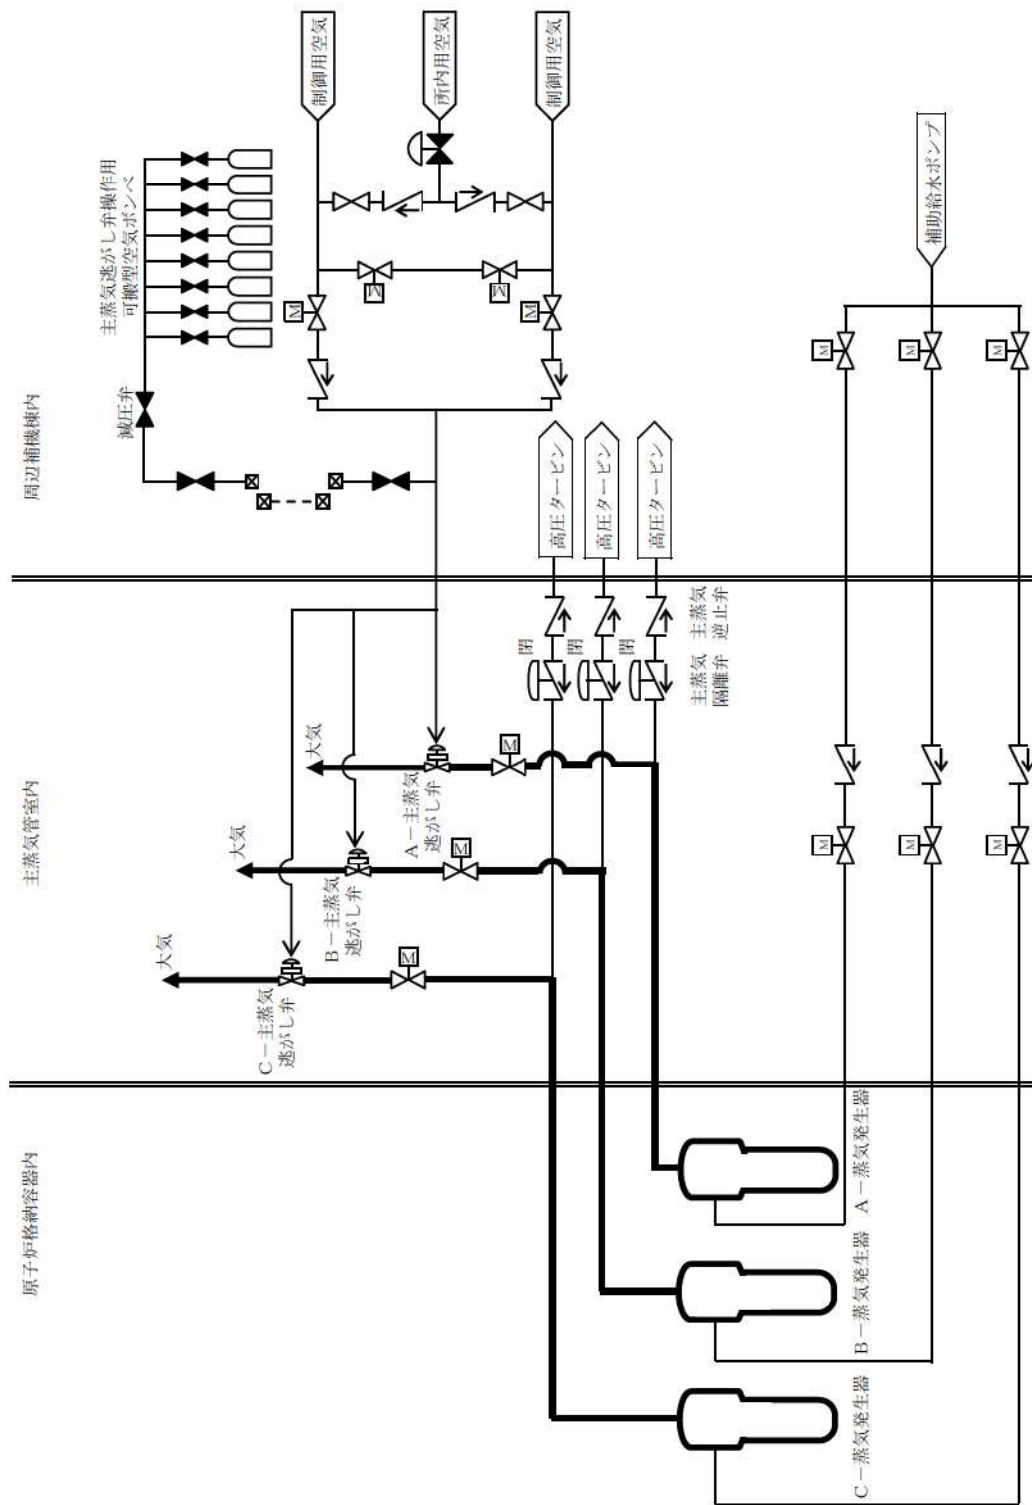 原子炉格納容器内
主蒸気管室内
周辺補機棟内
主蒸気逃がし弁操作用
可搬型空気ボンベ
減圧弁
制御用空気
所内用空気
制御用空気
M
M
M
M
大気
C－主蒸気
逃がし弁
M
大気
B－主蒸気
逃がし弁
M
大気
A－主蒸気
逃がし弁
M
閉
閉
閉
主蒸気
隔離弁
主蒸気
逆止弁
高圧タービン
高圧タービン
高圧タービン
補助給水ポンプ
M
M
M
M
M
M
C－蒸気発生器
B－蒸気発生器
A－蒸気発生器